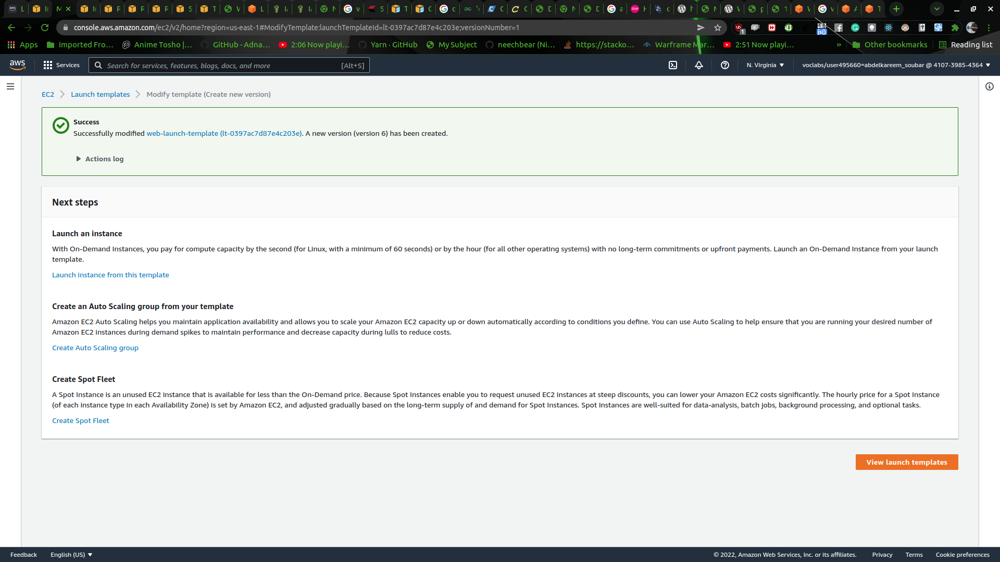 console.aws.amazon.com/ec2/v2/home?region=us-east-1#ModifyTemplate:launchTemplateId=lt-0397ac7d87e4c203e;versionNumber=1
Apps
Imported Fro…
Anime Tosho |…
GitHub - Adna…
2:06 Now playi…
Yarn · GitHub
My Subject
neechbear (Ni…
https://stacko…
Warframe Mar…
2:51 Now playi…
»
Other bookmarks
Reading list
aws
Services
Search for services, features, blogs, docs, and more
[Alt+S]
N. Virginia
voclabs/user495660=abdelkareem_soubar @ 4107-3985-4364
EC2
Launch templates
Modify template (Create new version)
Success
Successfully modified web-launch-template (lt-0397ac7d87e4c203e). A new version (version 6) has been created.
Actions log
Next steps
Launch an instance
With On-Demand Instances, you pay for compute capacity by the second (for Linux, with a minimum of 60 seconds) or by the hour (for all other operating systems) with no long-term commitments or upfront payments. Launch an On-Demand Instance from your launch
template.
Launch instance from this template
Create an Auto Scaling group from your template
Amazon EC2 Auto Scaling helps you maintain application availability and allows you to scale your Amazon EC2 capacity up or down automatically according to conditions you define. You can use Auto Scaling to help ensure that you are running your desired number of
Amazon EC2 instances during demand spikes to maintain performance and decrease capacity during lulls to reduce costs.
Create Auto Scaling group
Create Spot Fleet
A Spot Instance is an unused EC2 instance that is available for less than the On-Demand price. Because Spot Instances enable you to request unused EC2 instances at steep discounts, you can lower your Amazon EC2 costs significantly. The hourly price for a Spot Instance
(of each instance type in each Availability Zone) is set by Amazon EC2, and adjusted gradually based on the long-term supply of and demand for Spot Instances. Spot Instances are well-suited for data-analysis, batch jobs, background processing, and optional tasks.
Create Spot Fleet
View launch templates
Feedback
English (US)
© 2022, Amazon Web Services, Inc. or its affiliates.
Privacy
Terms
Cookie preferences